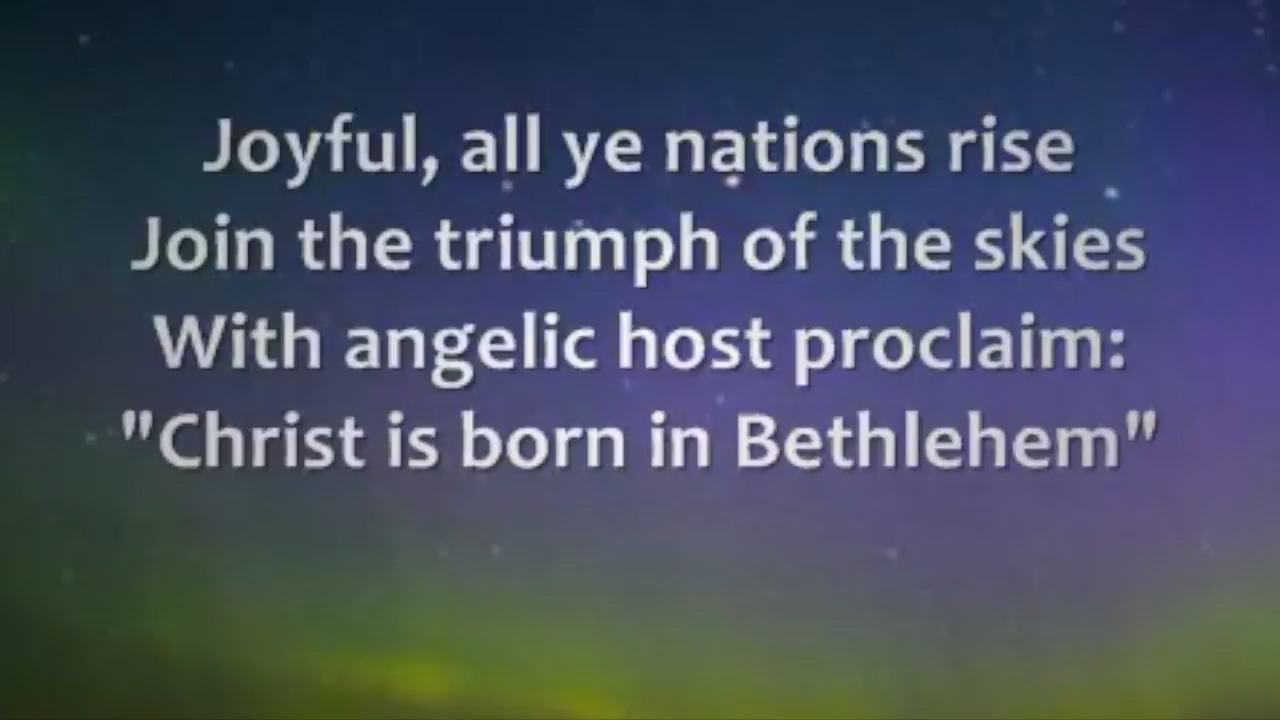 Joyful, all ye nations rise
Join the triumph of the skies
With angelic host proclaim:
"Christ is born in Bethlehem"